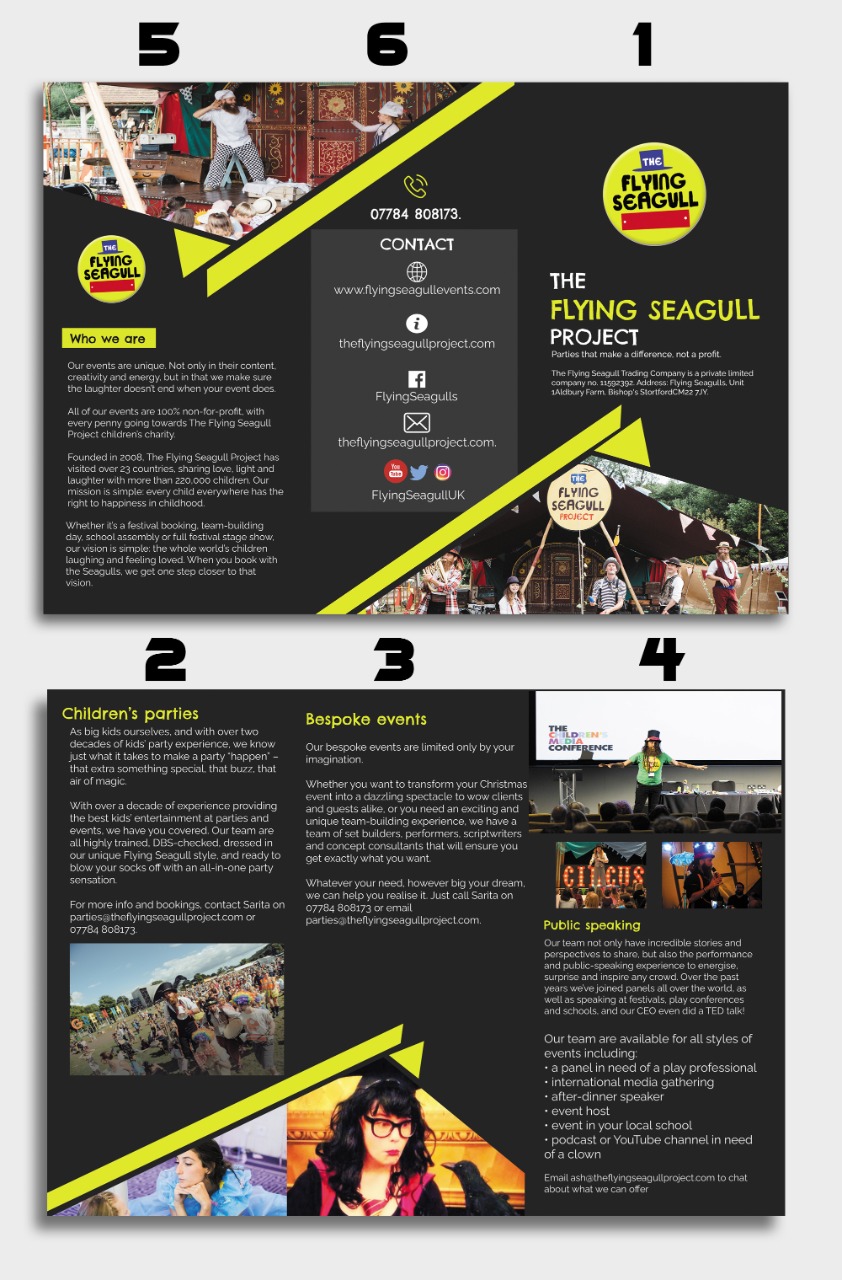 5 6 1
THE
FLYING
SEAGULL
Who we are
Our events are unique. Not only in their content,
creativity and energy, but in that we make sure
the laughter doesn't end when your event does.
All of our events are 100% non-for-profit, with
every penny going towards The Flying Seagull
Project children's charity.
Founded in 2008, The Flying Seagull Project has
visited over 23 countries, sharing love, light and
laughter with more than 220,000 children. Our
mission is simple: every child everywhere has the
right to happiness in childhood.
Whether it's a festival booking, team-building
day, school assembly or full festival stage show,
our vision is simple: the whole world's children
laughing and feeling loved. When you book with
the Seagulls, we get one step closer to that
vision.
07784 808173.
CONTACT
www.flyingseagullevents.com
theflyingseagullproject.com
FlyingSeagulls
theflyingseagullproject.com.
You
Tube
FlyingSeagullUK
THE
FLYING
SEAGULL
THE
FLYING SEAGULL
PROJECT
Parties that make a difference, not a profit.
The Flying Seagull Trading Company is a private limited
company no. 11592392. Address: Flying Seagulls, Unit
1Aldbury Farm. Bishop's StortfordCM22 7JY.
THE
FLYING
SEAGULL
PROJECT
2 3 4
Children's parties
As big kids ourselves, and with over two
decades of kids' party experience, we know
just what it takes to make a party "happen" –
that extra something special, that buzz, that
air of magic.
With over a decade of experience providing
the best kids' entertainment at parties and
events, we have you covered. Our team are
all highly trained, DBS-checked, dressed in
our unique Flying Seagull style, and ready to
blow your socks off with an all-in-one party
sensation.
For more info and bookings, contact Sarita on
parties@theflyingseagullproject.com or
07784 808173.
Bespoke events
Our bespoke events are limited only by your
imagination.
Whether you want to transform your Christmas
event into a dazzling spectacle to wow clients
and guests alike, or you need an exciting and
unique team-building experience, we have a
team of set builders, performers, scriptwriters
and concept consultants that will ensure you
get exactly what you want.
Whatever your need, however big your dream,
we can help you realise it. Just call Sarita on
07784 808173 or email
parties@theflyingseagullproject.com.
THE
CHILDREN'S
MEDIA
CONFERENCE
CIRCUS
Public speaking
Our team not only have incredible stories and
perspectives to share, but also the performance
and public-speaking experience to energise,
surprise and inspire any crowd. Over the past
years we've joined panels all over the world, as
well as speaking at festivals, play conferences
and schools, and our CEO even did a TED talk!
Our team are available for all styles of
events including:
• a panel in need of a play professional
• international media gathering
• after-dinner speaker
• event host
• event in your local school
• podcast or YouTube channel in need
of a clown
Email ash@theflyingseagullproject.com to chat
about what we can offer